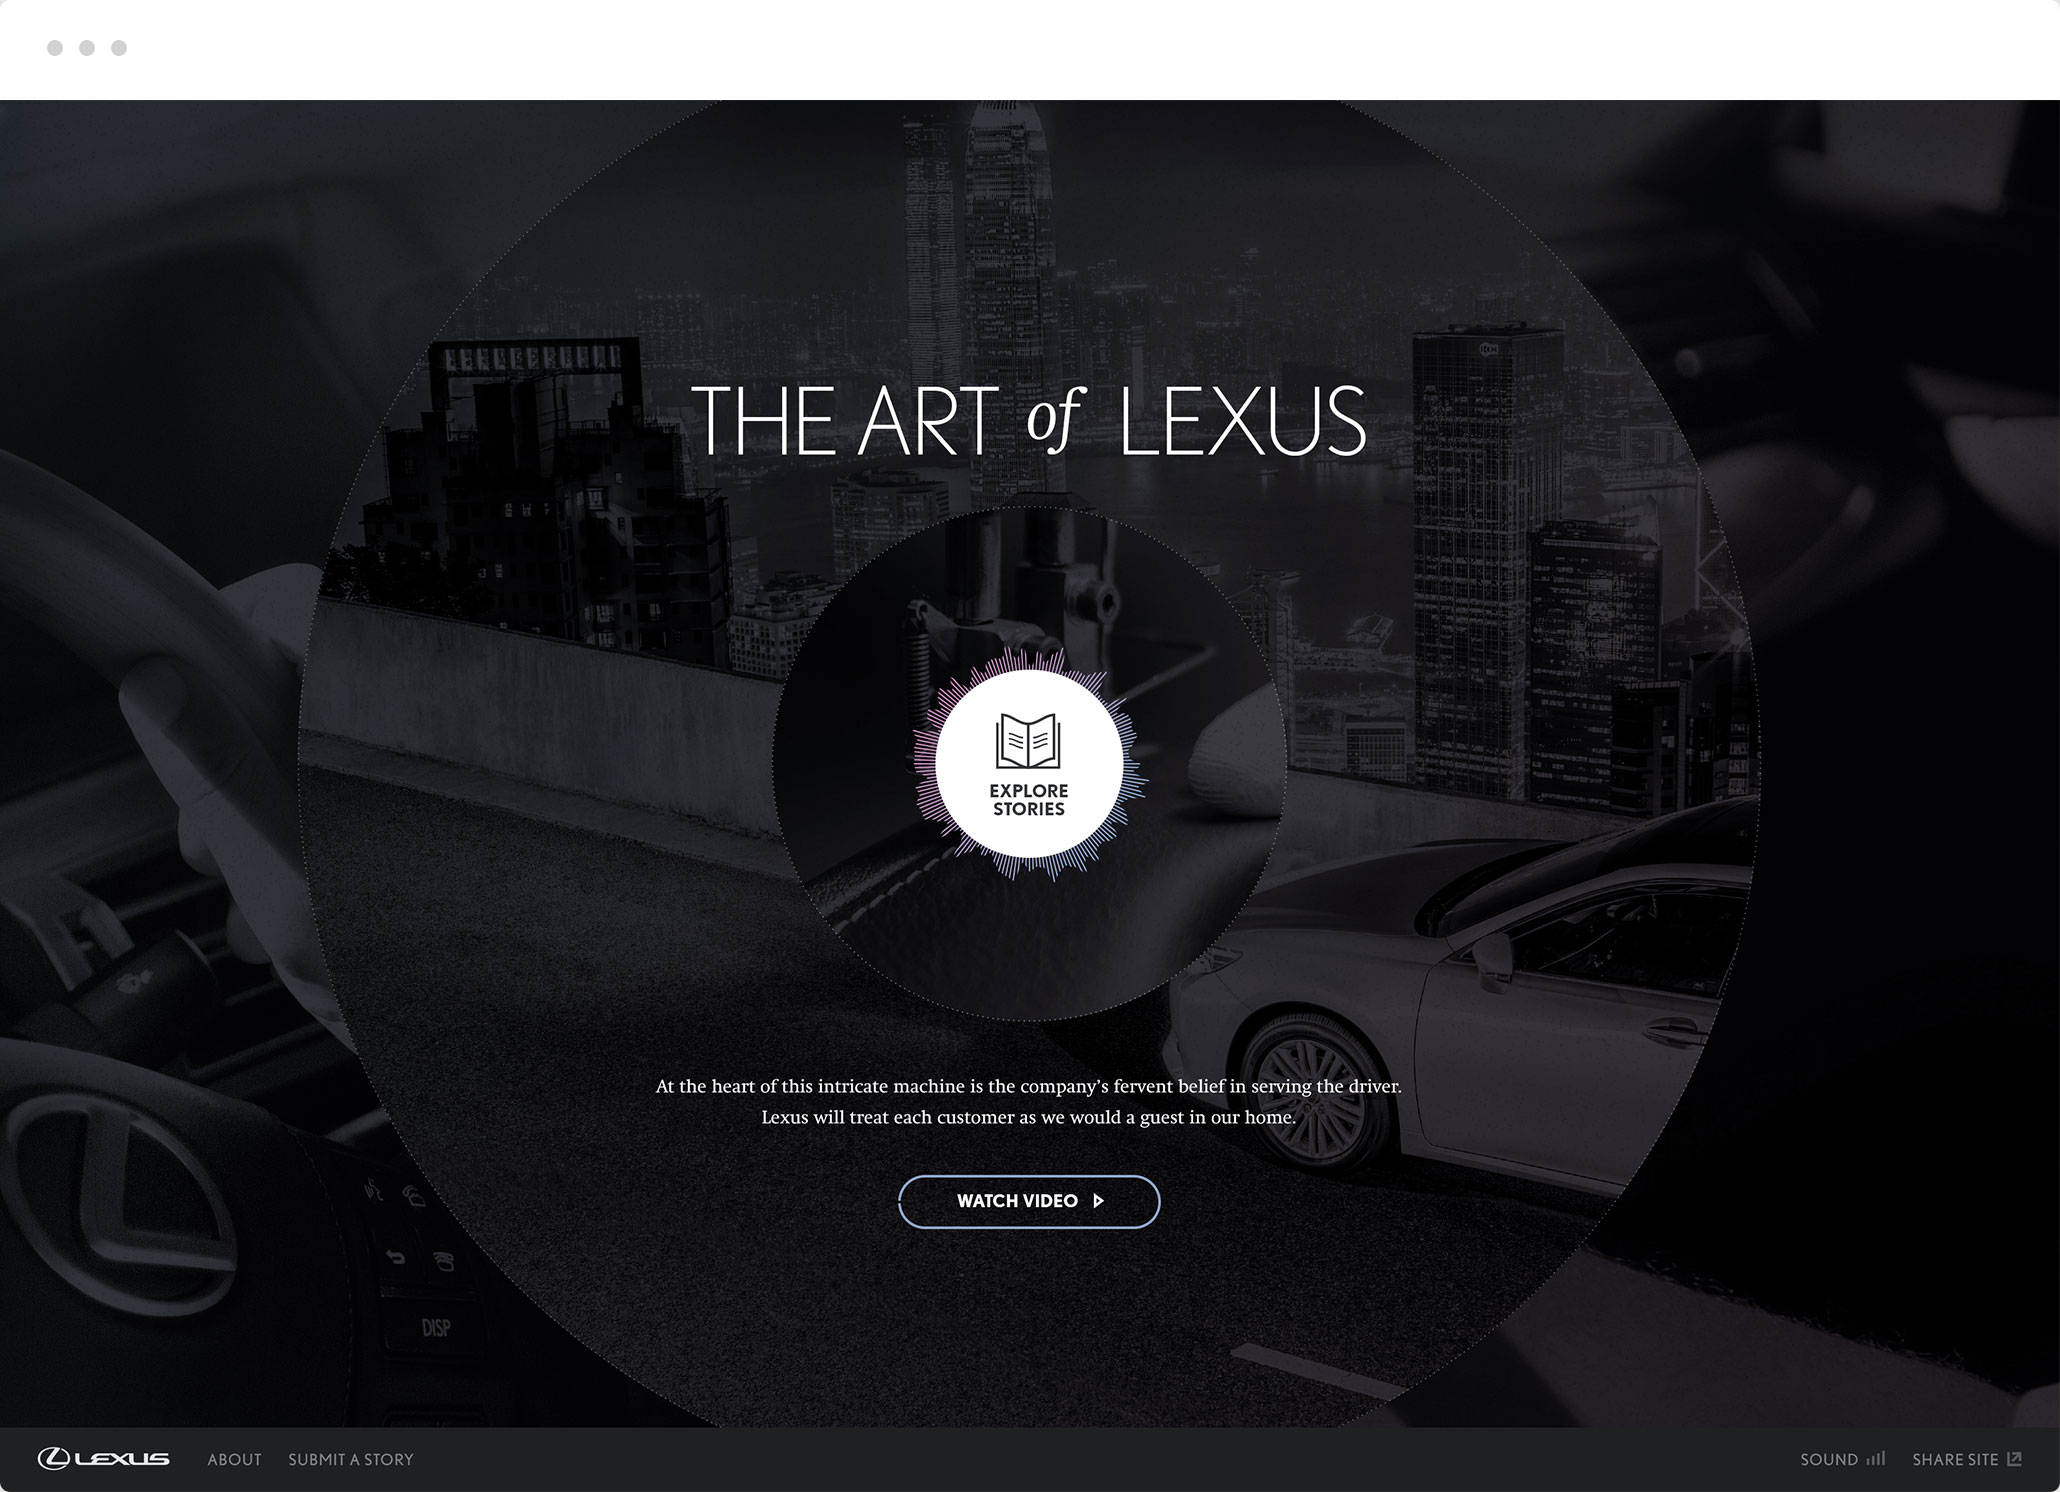 THE ART of LEXUS
EXPLORE
STORIES
At the heart of this intricate machine is the company’s fervent belief in serving the driver.
Lexus will treat each customer as we would a guest in our home.
WATCH VIDEO
DISP
LEXUS ABOUT SUBMIT A STORY SOUND SHARE SITE